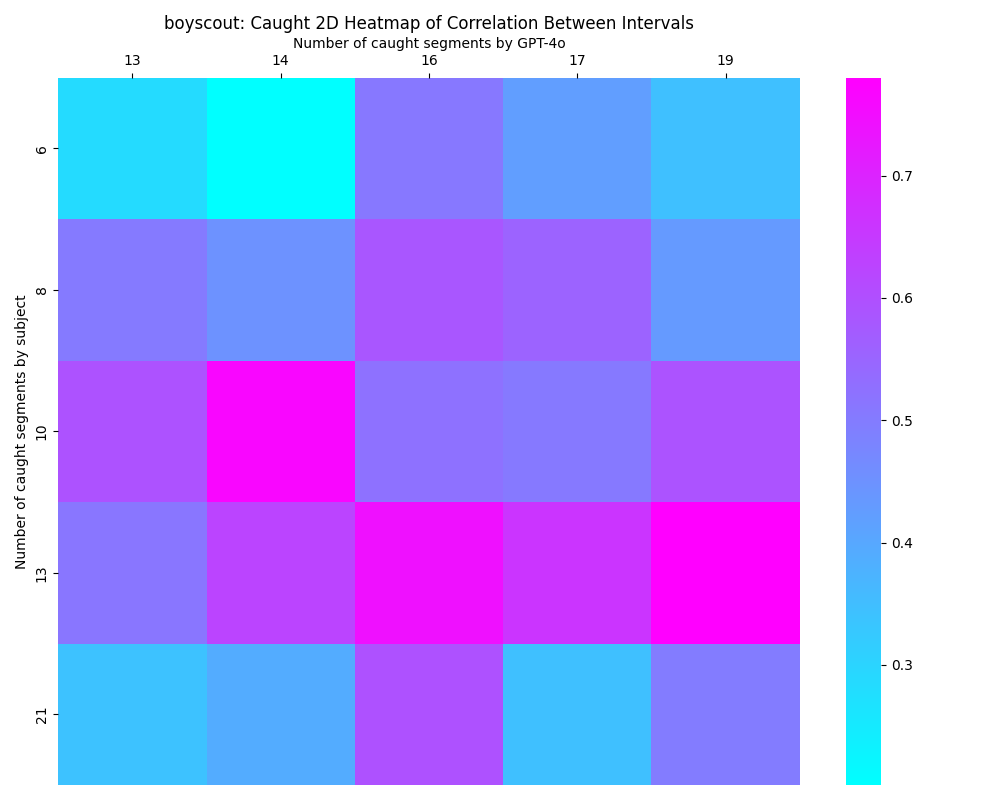 boyscout: Caught 2D Heatmap of Correlation Between Intervals
Number of caught segments by GPT-4o
13 14 16 17 19
Number of caught segments by subject
6
8
10
13
21
0.7
0.6
0.5
0.4
0.3